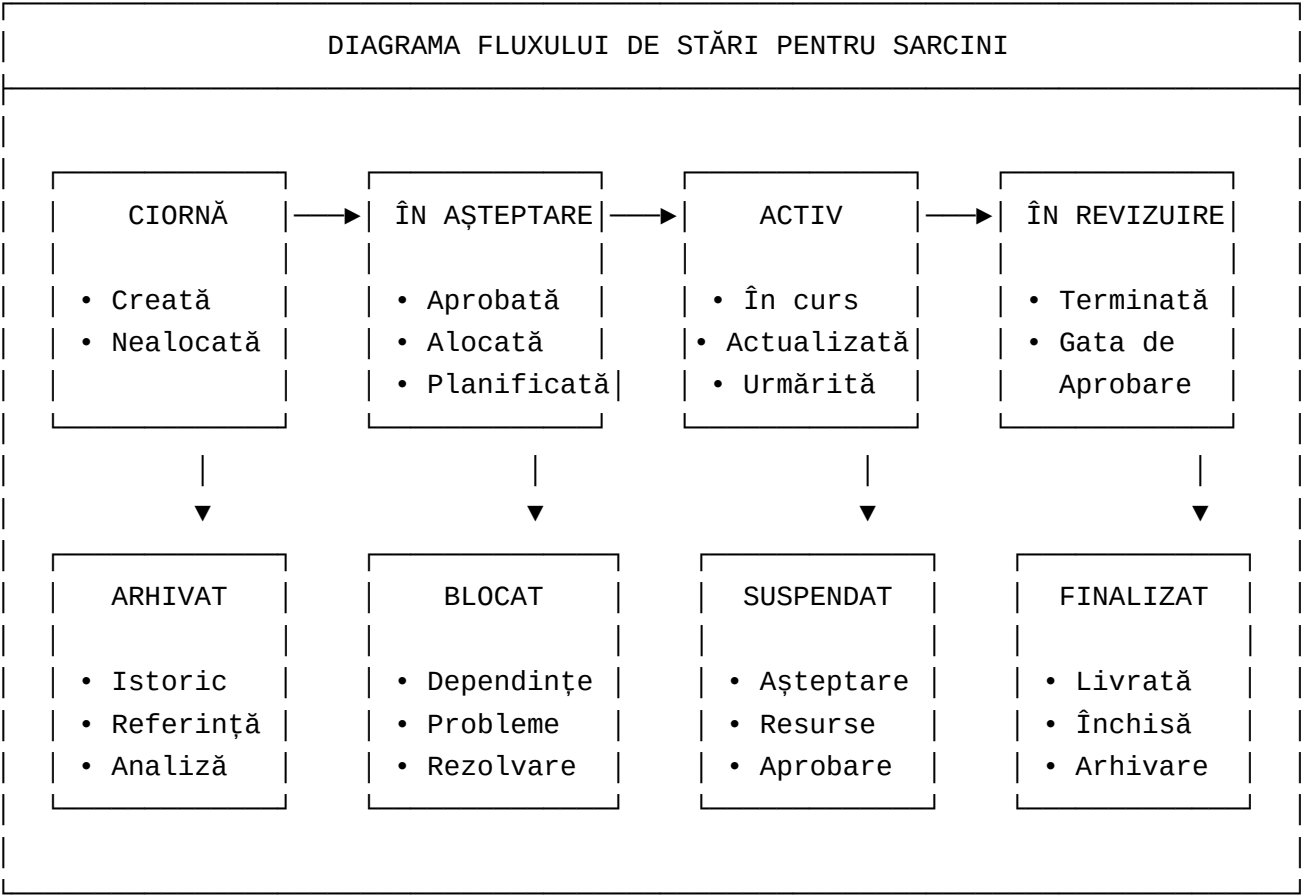 DIAGRAMA FLUXULUI DE STĂRI PENTRU SARCINI
CIORNĂ
• Creată
• Nealocată
ÎN AȘTEPTARE
• Aprobată
• Alocată
• Planificată
ACTIV
• În curs
• Actualizată
• Urmărită
ÎN REVIZUIRE
• Terminată
• Gata de
Aprobare
ARHIVAT
• Istoric
• Referință
• Analiză
BLOCAT
• Dependințe
• Probleme
• Rezolvare
SUSPENDAT
• Așteptare
• Resurse
• Aprobare
FINALIZAT
• Livrată
• Închisă
• Arhivare